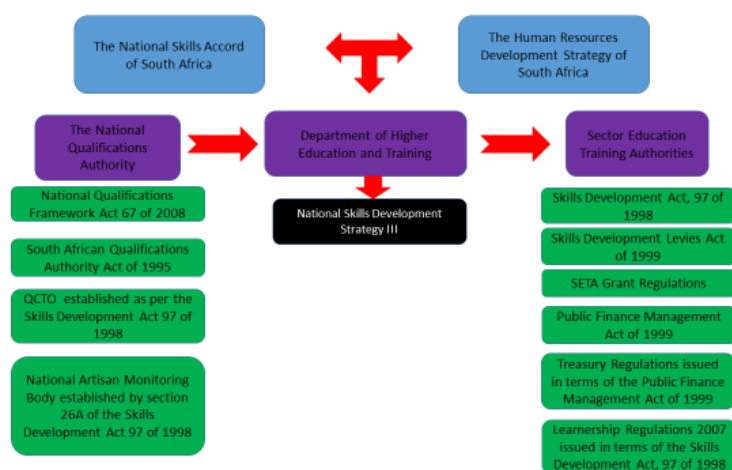 The National Skills Accord
of South Africa
The Human Resources
Development Strategy of
South Africa
The National
Qualifications
Authority
Department of Higher
Education and Training
Sector Education
Training Authorities
National Skills Development
Strategy III
National Qualifications
Framework Act 67 of 2008
South African Qualifications
Authority Act of 1995
QCTO established as per the
Skills Development Act 97 of
1998
National Artisan Monitoring
Body established by section
26A of the Skills
Development Act 97 of 1998
Skills Development Act, 97 of
1998
Skills Development Levies Act
of 1999
SETA Grant Regulations
Public Finance Management
Act of 1999
Treasury Regulations issued
in terms of the Public Finance
Management Act of 1999
Learnership Regulations 2007
issued in terms of the Skills
Development Act, 97 of 1998